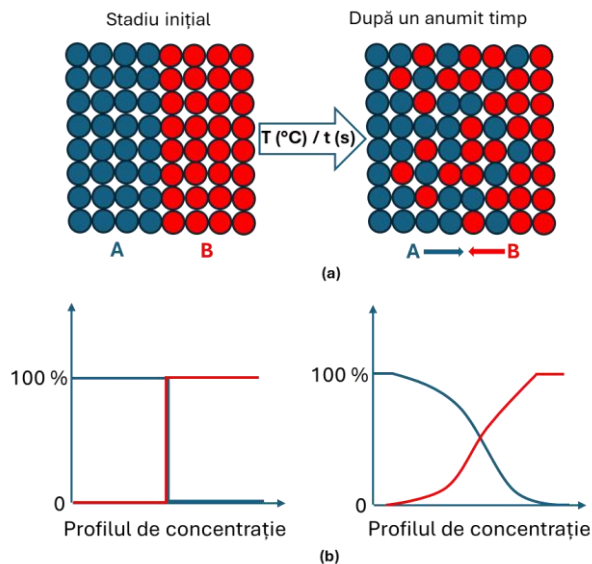 Stadiu inițial
După un anumit timp
T (°C) / t (s)
A
B
A
B
(a)
100 %
0
Profilul de concentrație
100 %
0
Profilul de concentrație
(b)